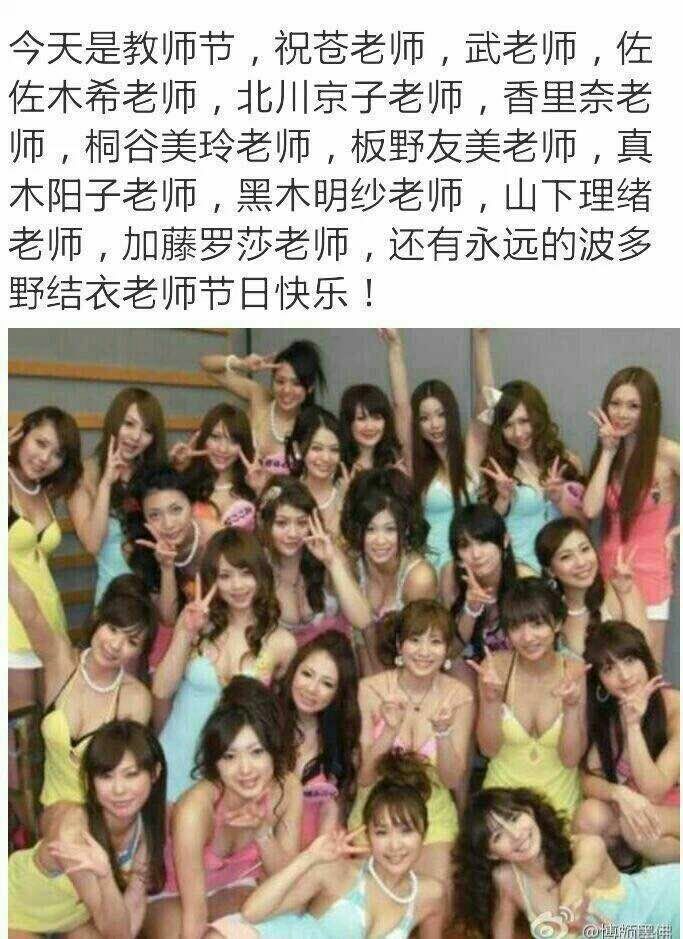 今天是教师节，祝苍老师，武老师，佐
佐木希老师，北川京子老师，香里奈老
师，桐谷美玲老师，板野友美老师，真
木阳子老师，黑木明纱老师，山下理绪
老师，加藤罗莎老师，还有永远的波多
野结衣老师节日快乐！